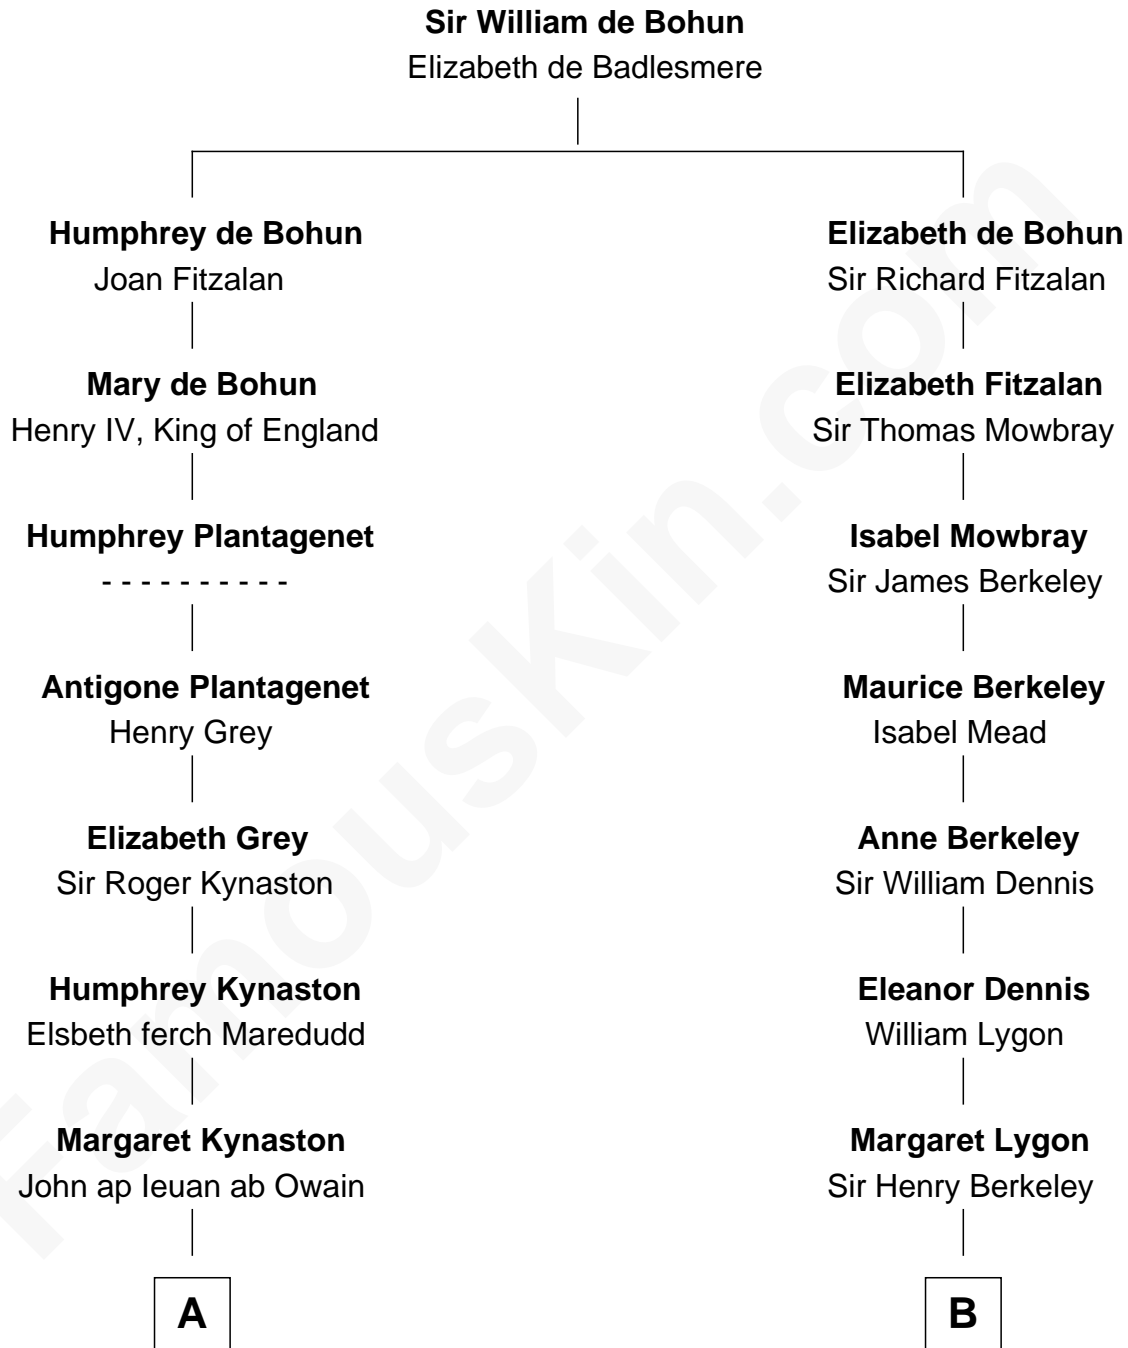 Sir William de Bohun
Elizabeth de Badlesmere
Humphrey de Bohun
Joan Fitzalan
Elizabeth de Bohun
Sir Richard Fitzalan
Mary de Bohun
Henry IV, King of England
Elizabeth Fitzalan
Sir Thomas Mowbray
Humphrey Plantagenet
- - - - - - - - - -
Isabel Mowbray
Sir James Berkeley
Antigone Plantagenet
Henry Grey
Maurice Berkeley
Isabel Mead
Elizabeth Grey
Sir Roger Kynaston
Anne Berkeley
Sir William Dennis
Humphrey Kynaston
Elsbeth ferch Maredudd
Eleanor Dennis
William Lygon
Margaret Kynaston
John ap Ieuan ab Owain
Margaret Lygon
Sir Henry Berkeley
A
B
FamousKin.com